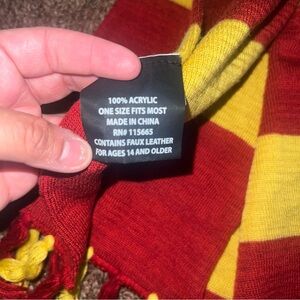 100% ACRYLIC
ONE SIZE FITS MOST
MADE IN CHINA
RN# 115665
CONTAINS FAUX LEATHER
FOR AGES 14 AND OLDER